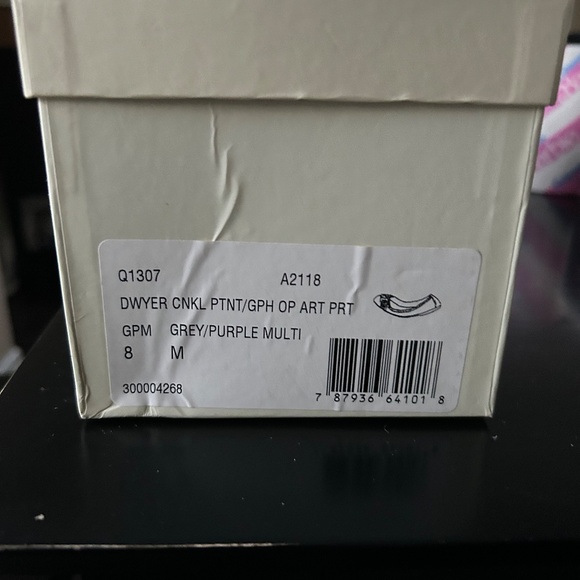 Q1307 A2118
DWYER CNKL PTNT/GPH OP ART PRT
GPM GREY/PURPLE MULTI
8 M
300004268
7 87936 64101 8